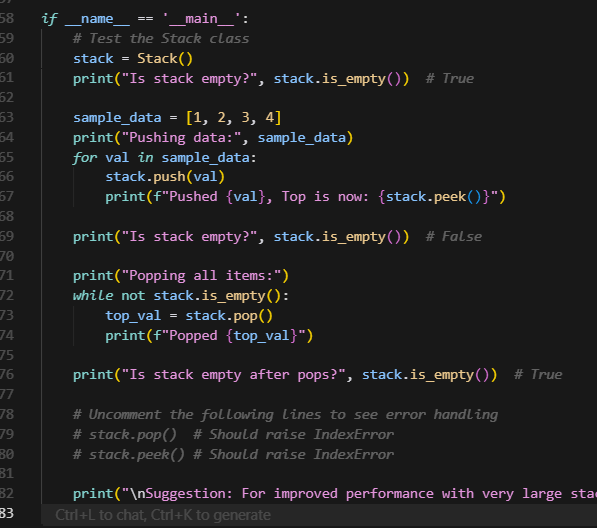 58 if __name__ == '__main__':
59     # Test the Stack class
60     stack = Stack()
61     print("Is stack empty?", stack.is_empty())  # True
62
63     sample_data = [1, 2, 3, 4]
64     print("Pushing data:", sample_data)
65     for val in sample_data:
66         stack.push(val)
67         print(f"Pushed {val}, Top is now: {stack.peek()}")
68
69     print("Is stack empty?", stack.is_empty())  # False
70
71     print("Popping all items:")
72     while not stack.is_empty():
73         top_val = stack.pop()
74         print(f"Popped {top_val}")
75
76     print("Is stack empty after pops?", stack.is_empty())  # True
77
78     # Uncomment the following lines to see error handling
79     # stack.pop()  # Should raise IndexError
80     # stack.peek() # Should raise IndexError
81
82     print("\nSuggestion: For improved performance with very large
83 Ctrl+L to chat, Ctrl+K to generate